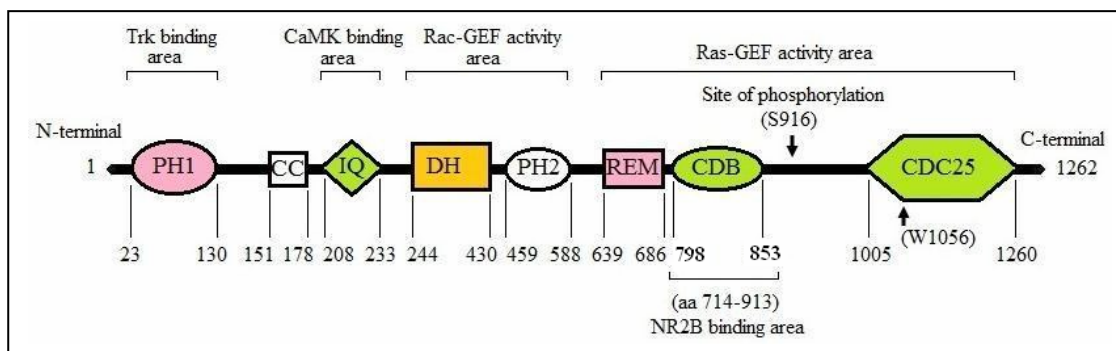 Trk binding
area
CaMK binding
area
Rac-GEF activity
area
Ras-GEF activity area
Site of phosphorylation
(S916)
N-terminal
C-terminal
1
PH1
CC
IQ
DH
PH2
REM
CDB
CDC25
1262
(W1056)
23
130
151
178
208
233
244
430
459
588
639
686
798
853
1005
1260
(aa 714-913)
NR2B binding area